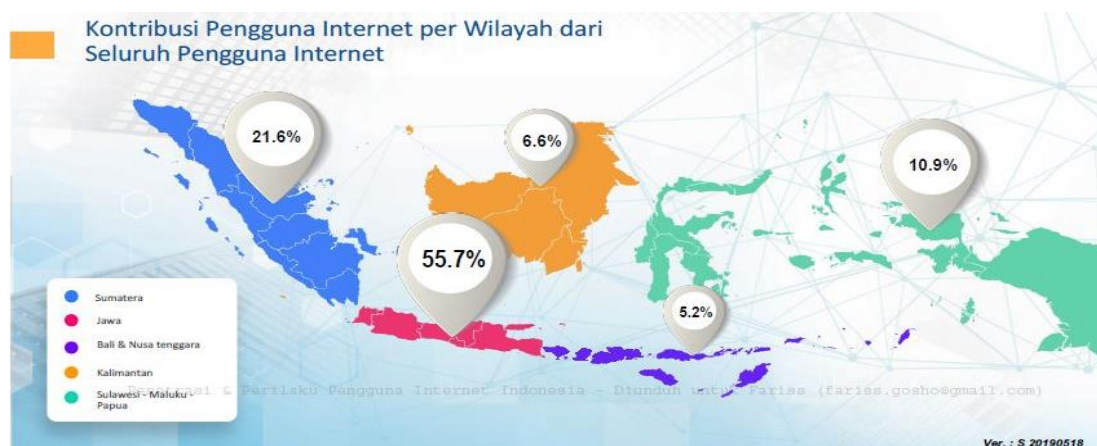 Kontribusi Pengguna Internet per Wilayah dari
Seluruh Pengguna Internet
21.6%
6.6%
10.9%
55.7%
5.2%
Sumatera
Jawa
Bali & Nusa tenggara
Kalimantan
Sulawesi - Maluku -
Papua
Penetrasi & Perilaku Pengguna Internet Indonesia - Diunduh untuk Fariss (fariss.gosho@gmail.com)
Ver. : S 20190518